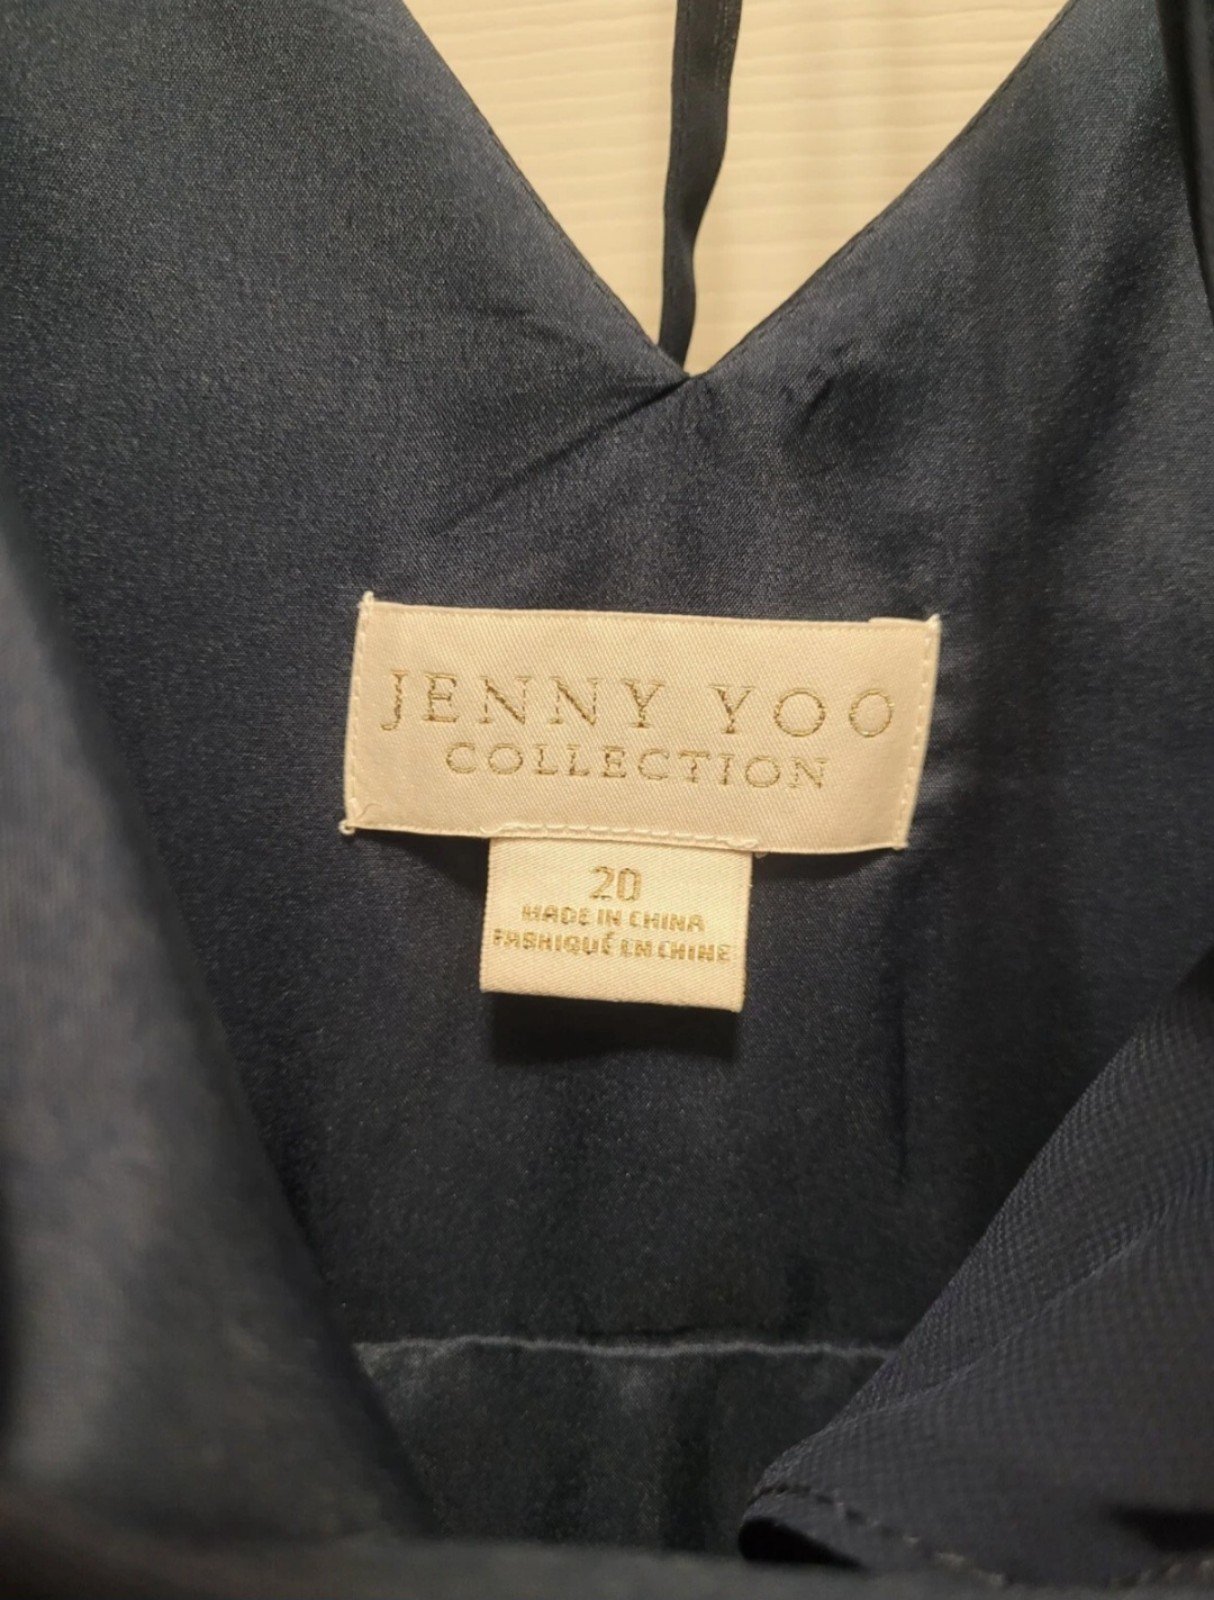 JENNY YOO
COLLECTION
20
MADE IN CHINA
FABRIQUÉ EN CHINE